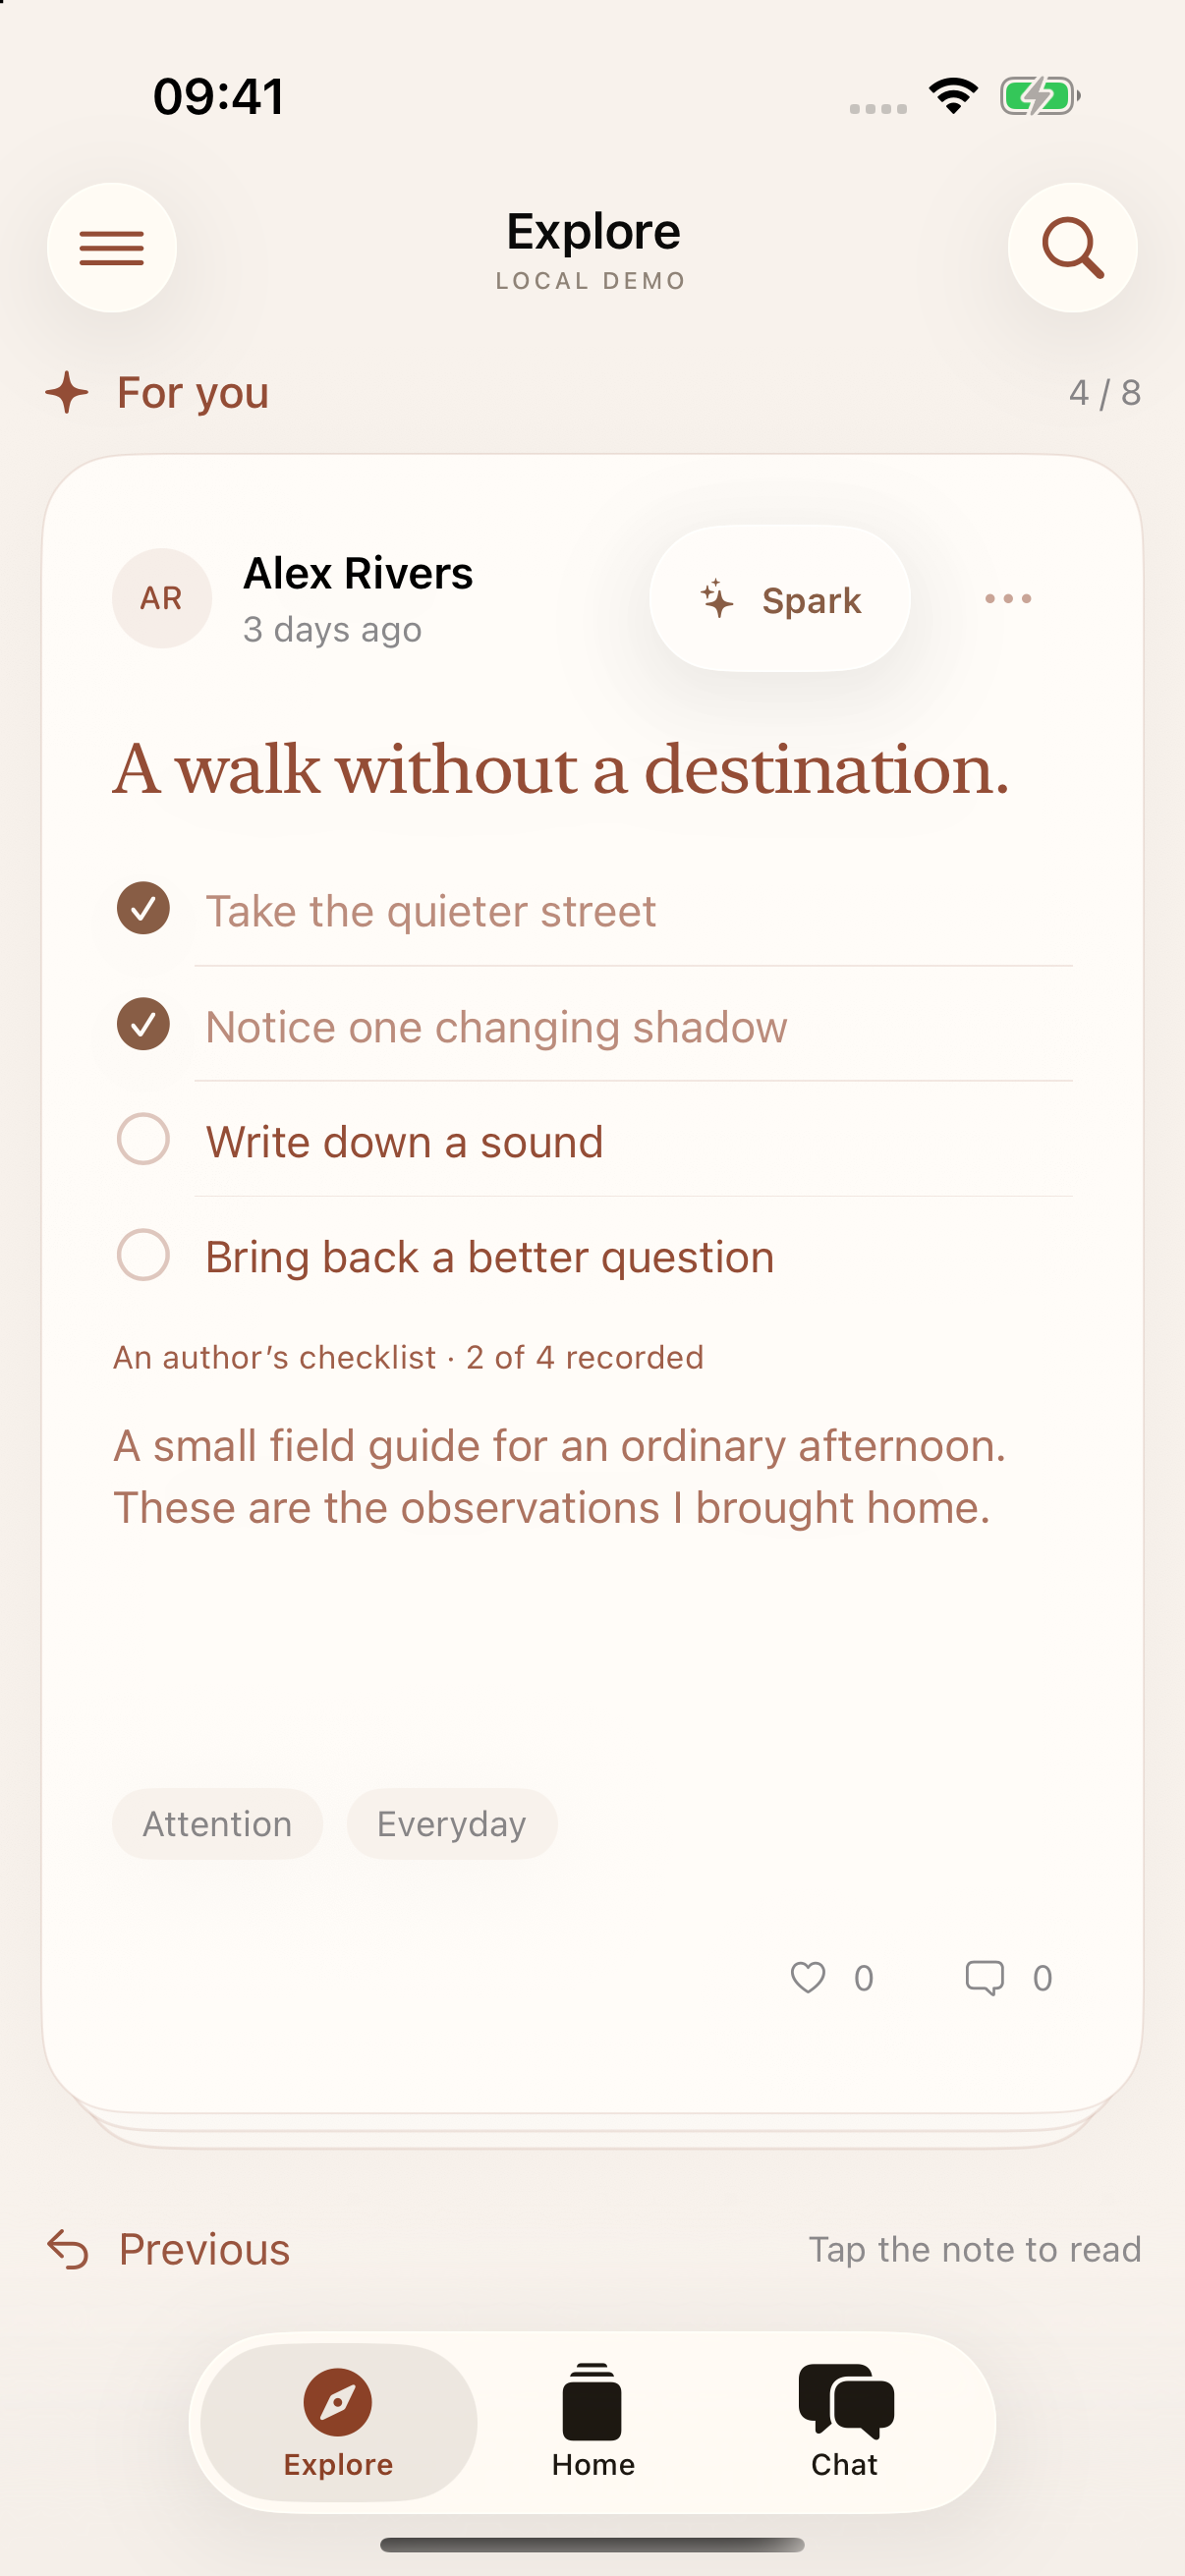 09:41
Explore
LOCAL DEMO
For you
4 / 8
AR
Alex Rivers
3 days ago
Spark
A walk without a destination.
Take the quieter street
Notice one changing shadow
Write down a sound
Bring back a better question
An author’s checklist · 2 of 4 recorded
A small field guide for an ordinary afternoon.
These are the observations I brought home.
Attention
Everyday
0
0
Previous
Tap the note to read
Explore
Home
Chat